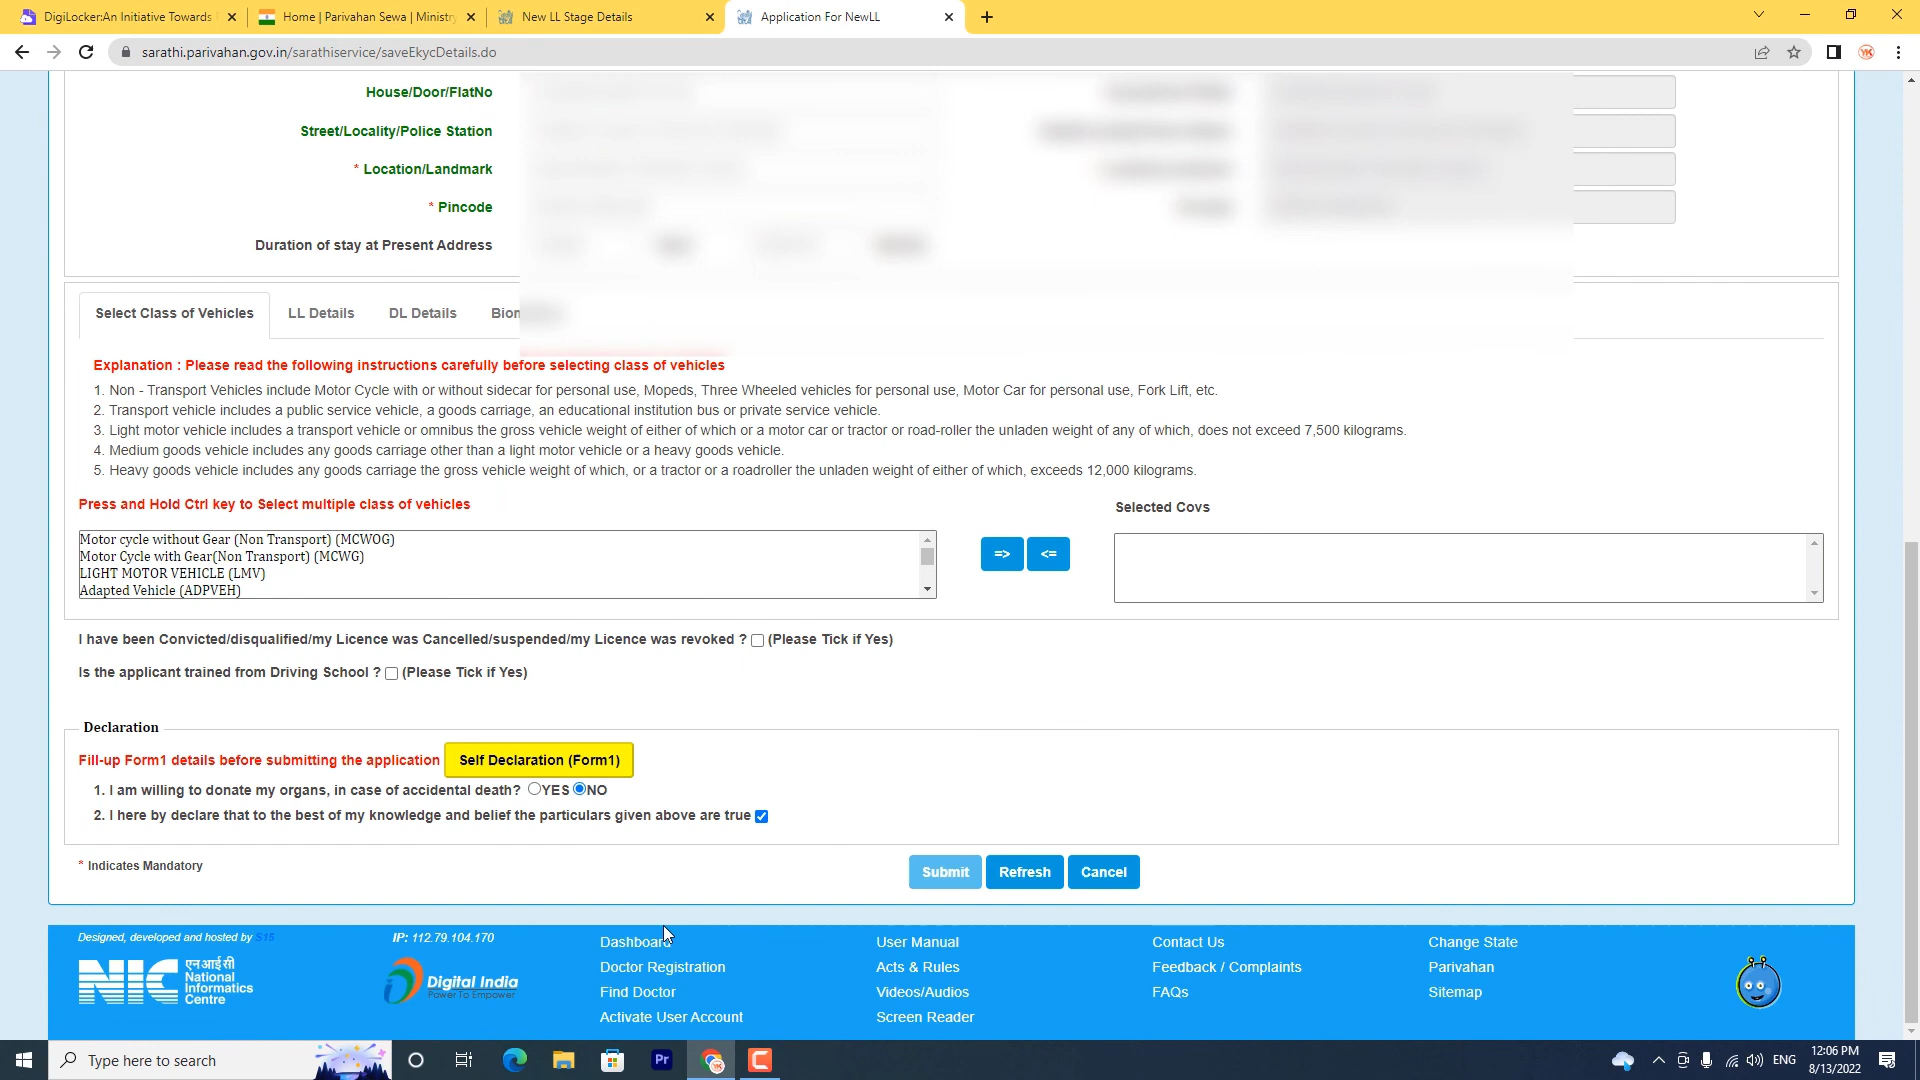 DigiLocker:An Initiative Towards
Home | Parivahan Sewa | Ministry
New LL Stage Details
Application For NewLL
sarathi.parivahan.gov.in/sarathiservice/saveEkycDetails.do
House/Door/FlatNo
Street/Locality/Police Station
* Location/Landmark
* Pincode
Duration of stay at Present Address
Select Class of Vehicles LL Details DL Details
Explanation : Please read the following instructions carefully before selecting class of vehicles
1. Non - Transport Vehicles include Motor Cycle with or without sidecar for personal use, Mopeds, Three Wheeled vehicles for personal use, Motor Car for personal use, Fork Lift, etc.
2. Transport vehicle includes a public service vehicle, a goods carriage, an educational institution bus or private service vehicle.
3. Light motor vehicle includes a transport vehicle or omnibus the gross vehicle weight of either of which or a motor car or tractor or road-roller the unladen weight of any of which, does not exceed 7,500 kilograms.
4. Medium goods vehicle includes any goods carriage other than a light motor vehicle or a heavy goods vehicle.
5. Heavy goods vehicle includes any goods carriage the gross vehicle weight of which, or a tractor or a roadroller the unladen weight of either of which, exceeds 12,000 kilograms.
Press and Hold Ctrl key to Select multiple class of vehicles
Selected Covs
Motor cycle without Gear (Non Transport) (MCWOG)
Motor Cycle with Gear(Non Transport) (MCWG)
LIGHT MOTOR VEHICLE (LMV)
Adapted Vehicle (ADPVEH)
=> <=
I have been Convicted/disqualified/my Licence was Cancelled/suspended/my Licence was revoked ? (Please Tick if Yes)
Is the applicant trained from Driving School ? (Please Tick if Yes)
Declaration
Fill-up Form1 details before submitting the application Self Declaration (Form1)
1. I am willing to donate my organs, in case of accidental death? YES NO
2. I here by declare that to the best of my knowledge and belief the particulars given above are true
* Indicates Mandatory
Submit Refresh Cancel
Designed, developed and hosted by S15
IP: 112.79.104.170
NIC एनआईसी
National
Informatics
Centre
Digital India
Power To Empower
Dashboard
Doctor Registration
Find Doctor
Activate User Account
User Manual
Acts & Rules
Videos/Audios
Screen Reader
Contact Us
Feedback / Complaints
FAQs
Change State
Parivahan
Sitemap
Type here to search
Pr
YK
ENG
12:06 PM
8/13/2022